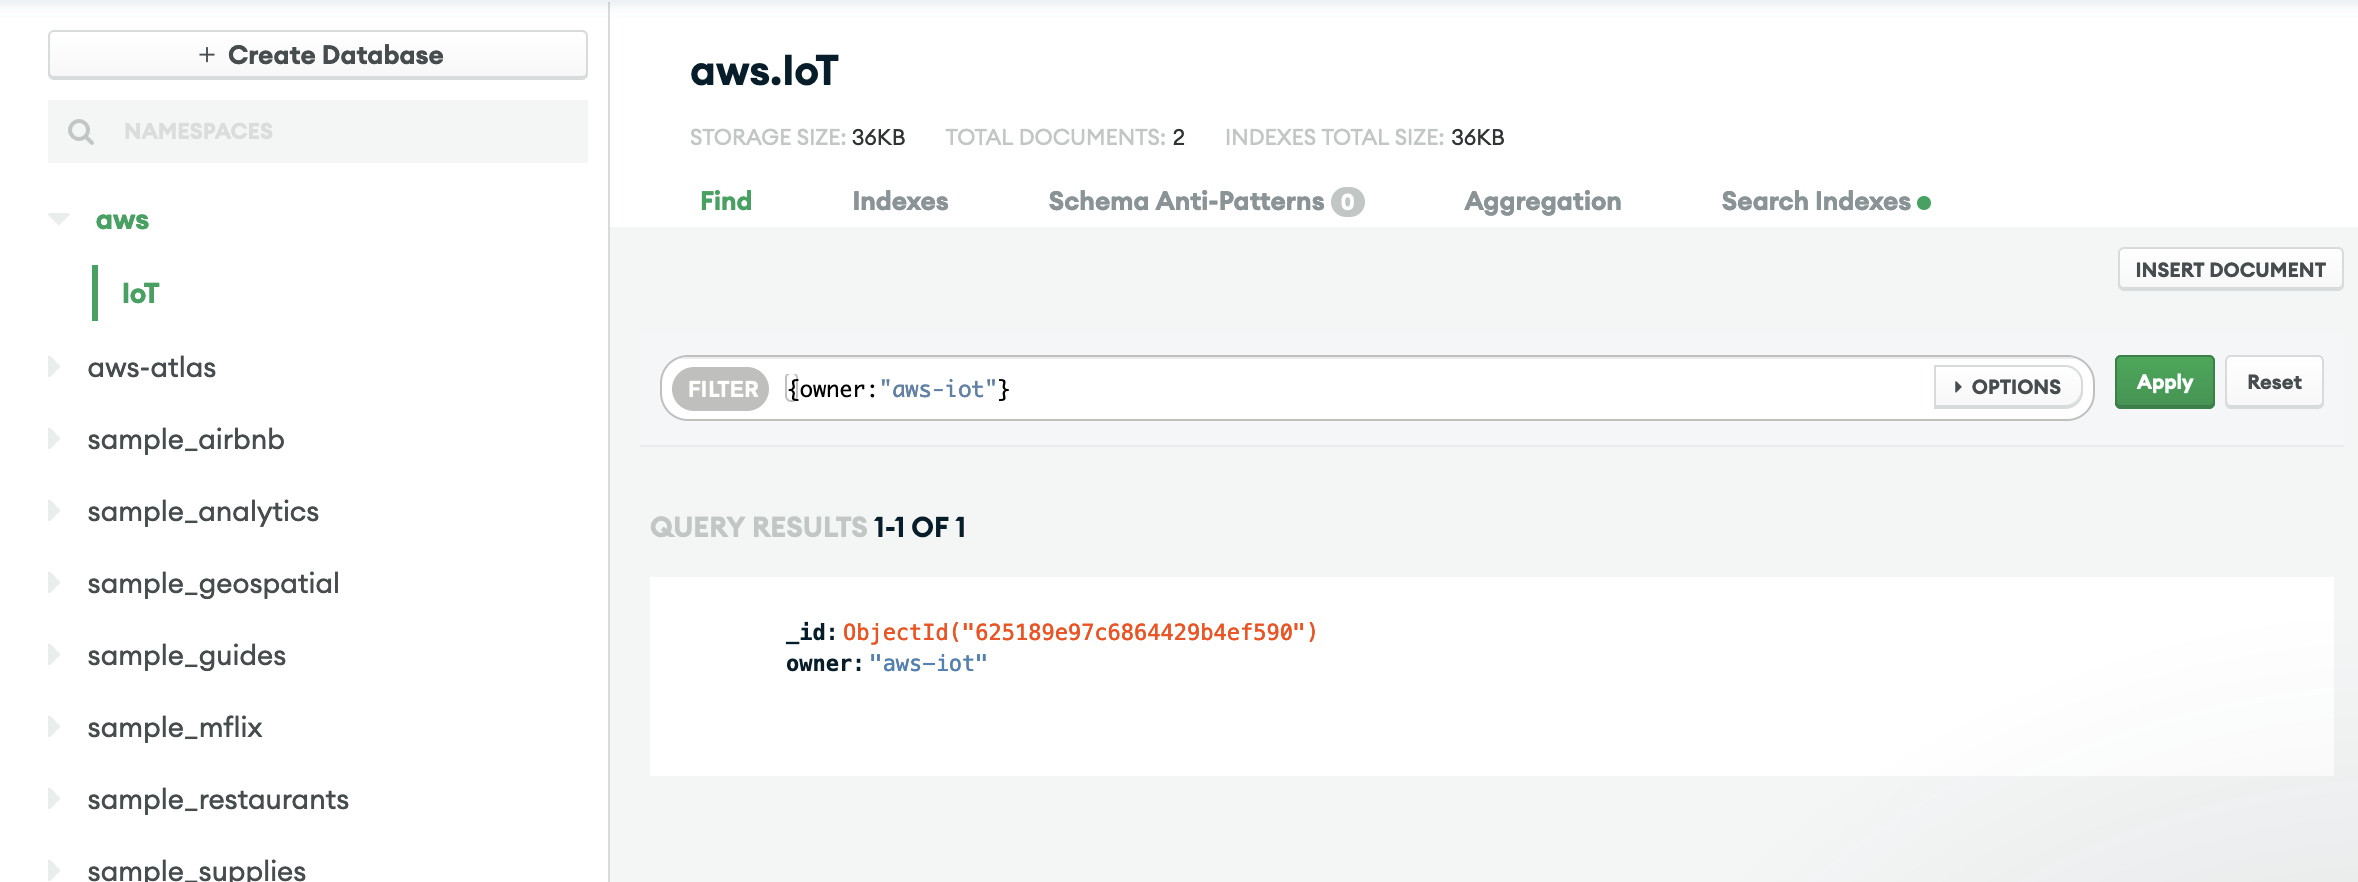 + Create Database
NAMESPACES
aws
IoT
aws-atlas
sample_airbnb
sample_analytics
sample_geospatial
sample_guides
sample_mflix
sample_restaurants
sample_supplies
aws.IoT
STORAGE SIZE: 36KB TOTAL DOCUMENTS: 2 INDEXES TOTAL SIZE: 36KB
Find Indexes Schema Anti-Patterns 0 Aggregation Search Indexes
INSERT DOCUMENT
FILTER {owner:"aws-iot"} OPTIONS Apply Reset
QUERY RESULTS 1-1 OF 1
_id: ObjectId("625189e97c6864429b4ef590")
owner: "aws-iot"